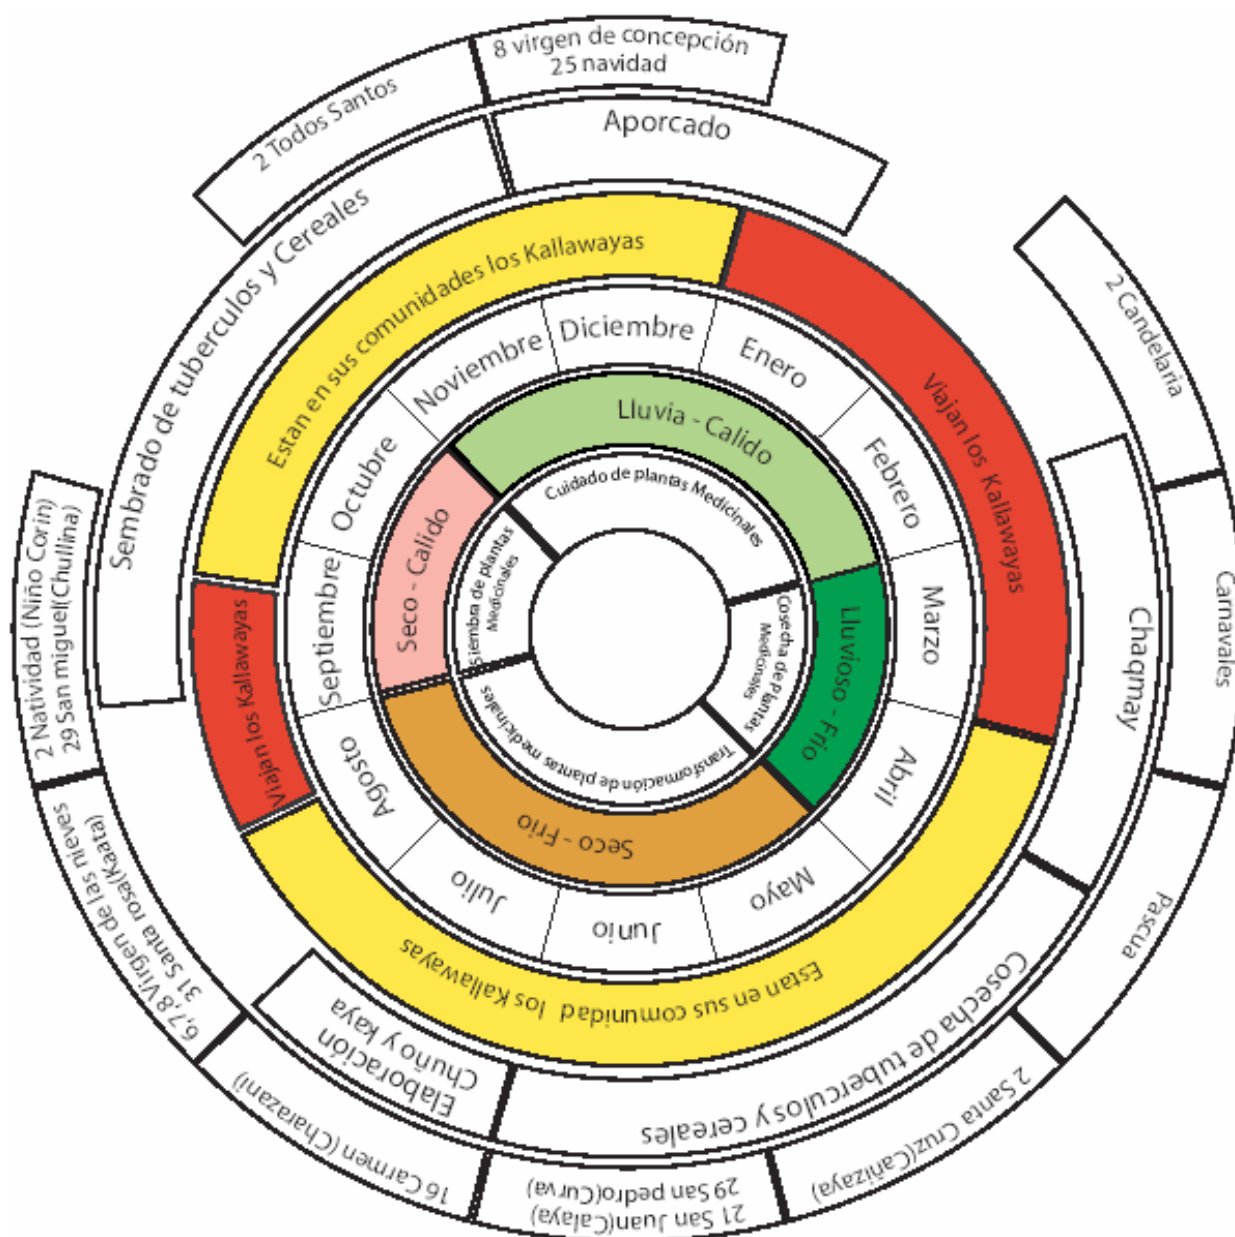 8 virgen de concepción
25 navidad
2 Candelaria
Carnavales
Pascua
2 Santa Cruz(Cañizaya)
21 San Juan(Calaya)
29 San pedro(Curva)
16 Carmen (Charazani)
6,7,8 Virgen de las nieves
31 Santa rosa(Kaata)
2 Natividad (Niño Corin)
29 San miguel(Chullina)
2 Todos Santos
Aporcado
Chaqmay
Cosecha de tuberculos y cereales
Elaboración
Chuño y kaya
Sembrado de tuberculos y Cereales
Viajan los Kallawayas
Estan en sus comunidad los Kallawayas
Viajan los Kallawayas
Estan en sus comunidades los Kallawayas
Enero
Febrero
Marzo
Abril
Mayo
Junio
Julio
Agosto
Septiembre
Octubre
Noviembre
Diciembre
Lluvia - Calido
Lluvioso - Frio
Seco - Frio
Seco - Calido
Cuidado de plantas Medicinales
Cosecha de Plantas
Medicinales
Transformación de plantas medicinales
siembra de plantas
Medicinales